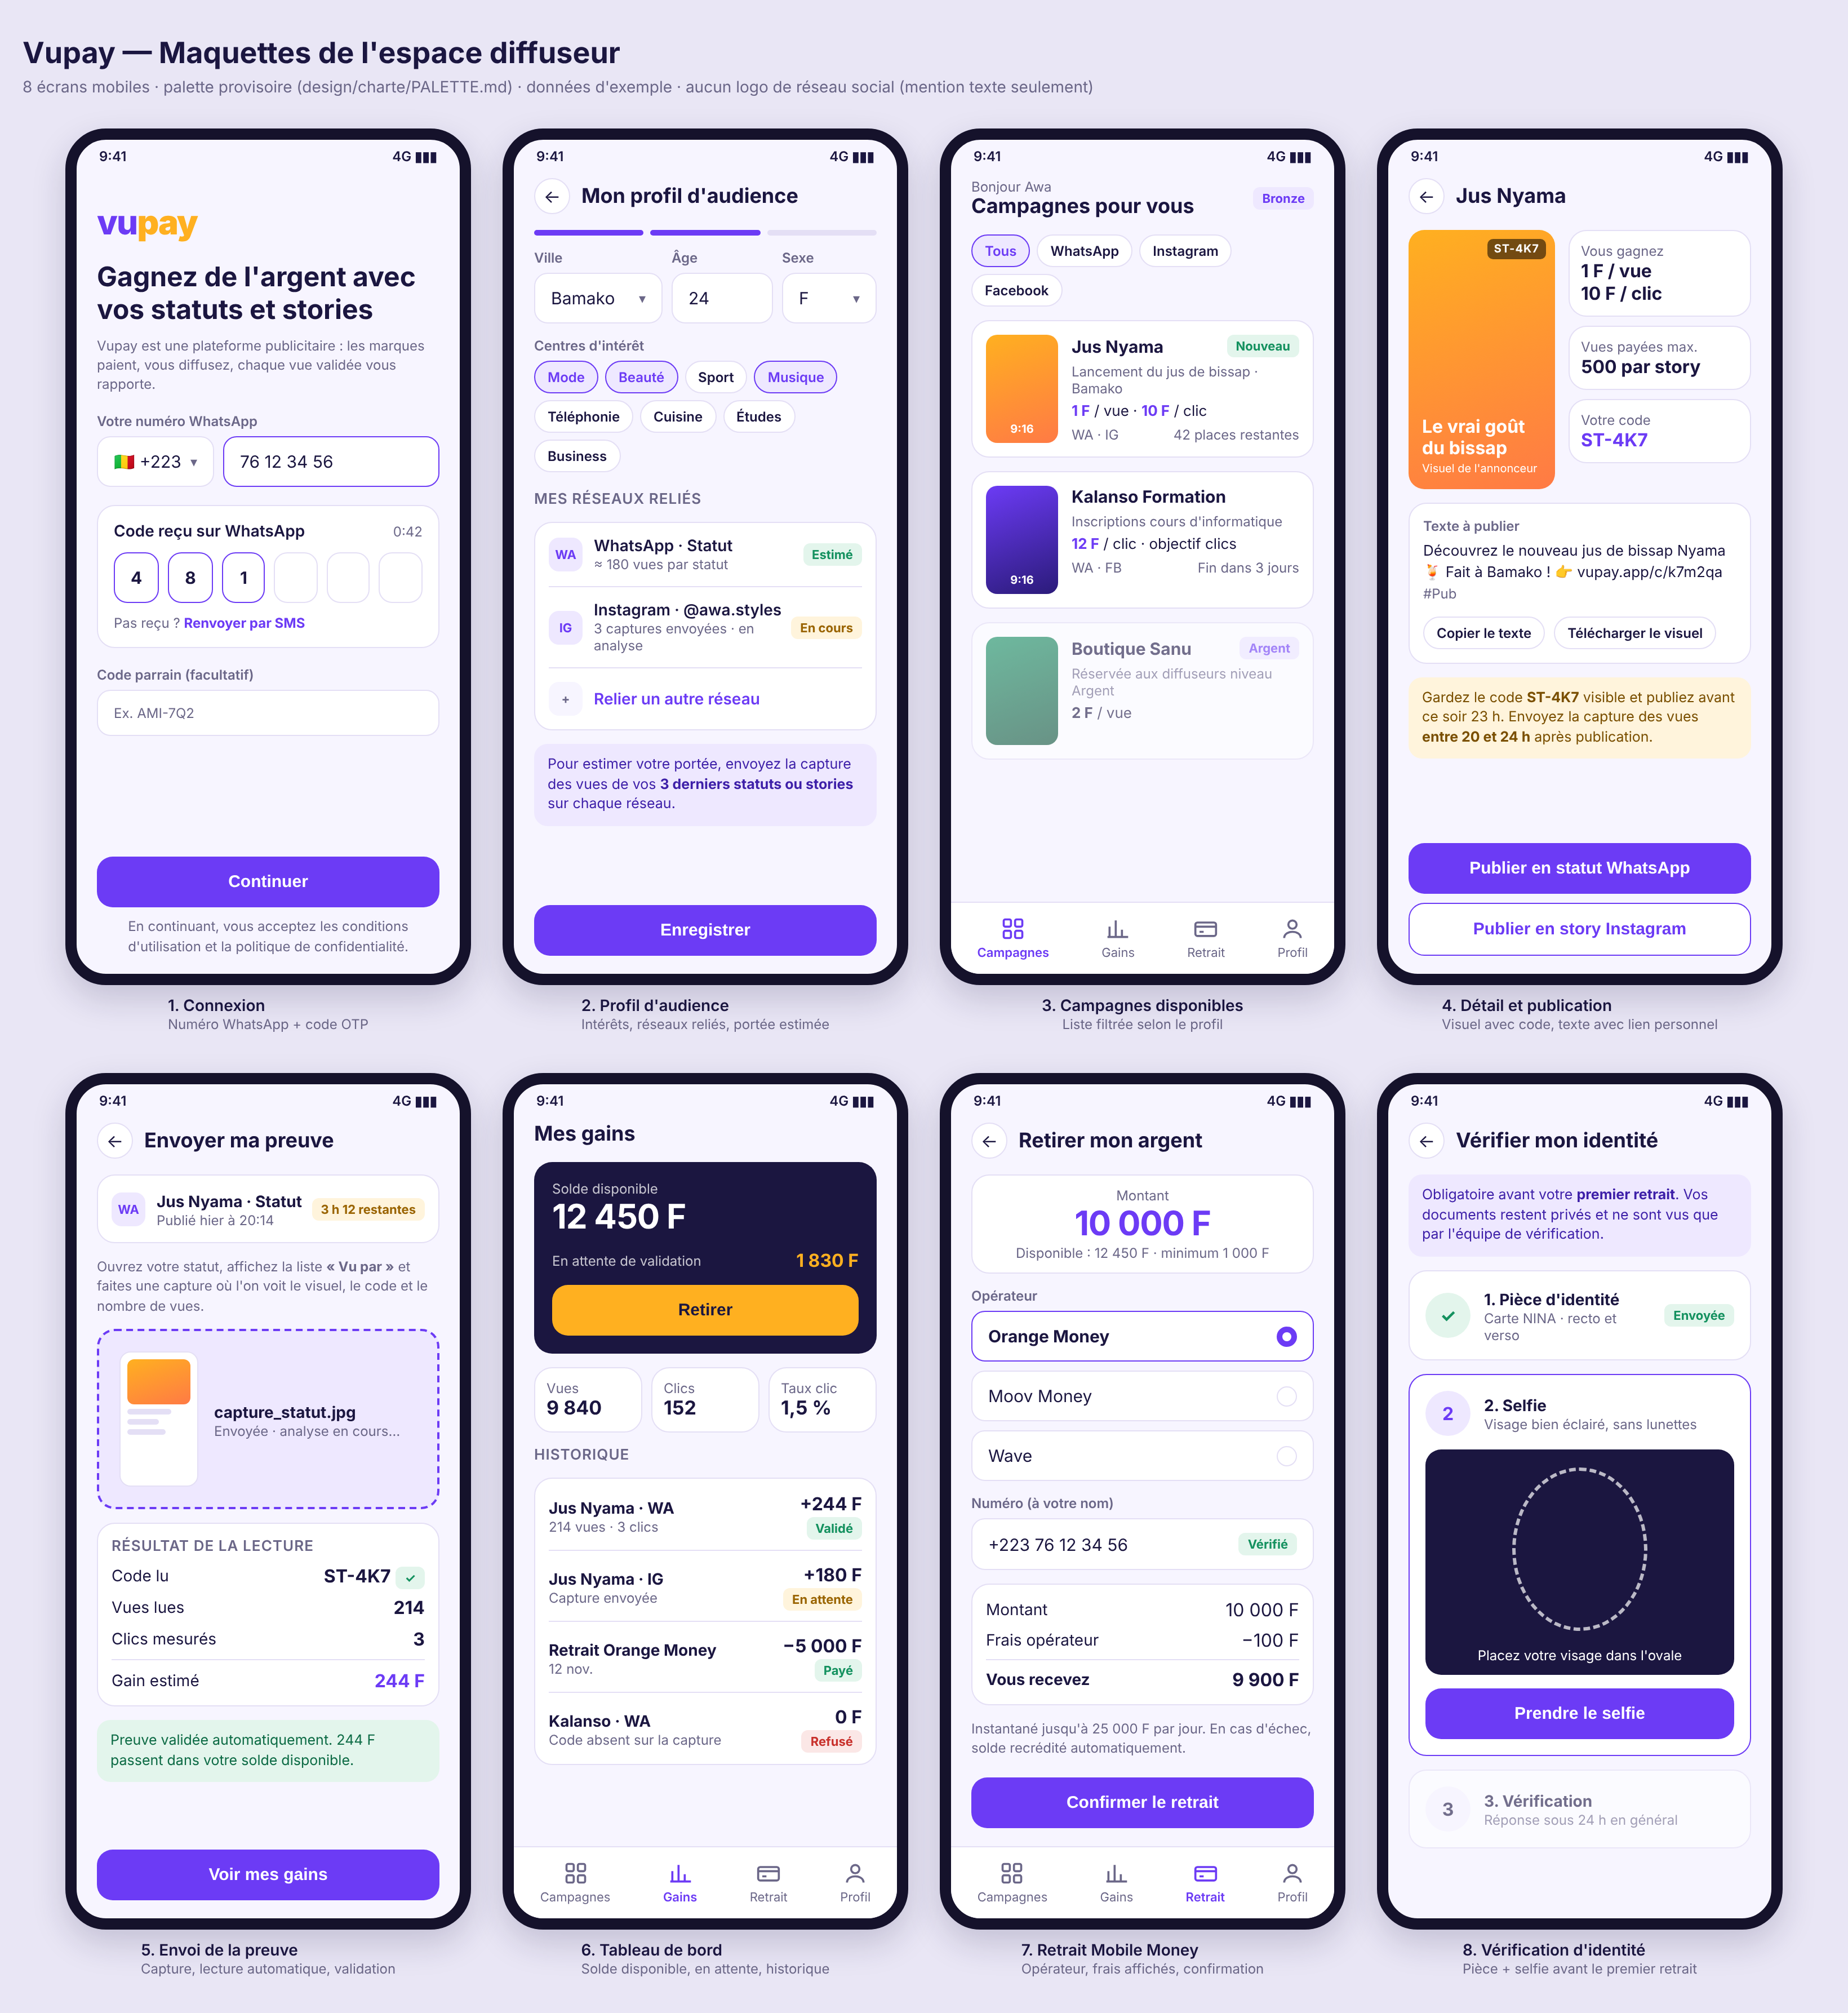 Vupay — Maquettes de l'espace diffuseur
8 écrans mobiles · palette provisoire (design/charte/PALETTE.md) · données d'exemple · aucun logo de réseau social (mention texte seulement)
9:41
4G
vupay
Gagnez de l'argent avec
vos statuts et stories
Vupay est une plateforme publicitaire : les marques
paient, vous diffusez, chaque vue validée vous
rapporte.
Votre numéro WhatsApp
🇲🇱 +223 ▾
76 12 34 56
Code reçu sur WhatsApp
0:42
4 8 1
Pas reçu ? Renvoyer par SMS
Code parrain (facultatif)
Ex. AMI-7Q2
Continuer
En continuant, vous acceptez les conditions
d'utilisation et la politique de confidentialité.
1. Connexion
Numéro WhatsApp + code OTP
9:41
4G
← Mon profil d'audience
Ville Âge Sexe
Bamako ▾ 24 F ▾
Centres d'intérêt
Mode Beauté Sport Musique
Téléphonie Cuisine Études
Business
MES RÉSEAUX RELIÉS
WA
WhatsApp · Statut
≈ 180 vues par statut
Estimé
IG
Instagram · @awa.styles
3 captures envoyées · en
analyse
En cours
+ Relier un autre réseau
Pour estimer votre portée, envoyez la capture
des vues de vos 3 derniers statuts ou stories
sur chaque réseau.
Enregistrer
2. Profil d'audience
Intérêts, réseaux reliés, portée estimée
9:41
4G
Bonjour Awa
Campagnes pour vous
Bronze
Tous WhatsApp Instagram
Facebook
9:16
Jus Nyama
Nouveau
Lancement du jus de bissap ·
Bamako
1 F / vue · 10 F / clic
WA · IG
42 places restantes
9:16
Kalanso Formation
Inscriptions cours d'informatique
12 F / clic · objectif clics
WA · FB
Fin dans 3 jours
Boutique Sanu
Argent
Réservée aux diffuseurs niveau
Argent
2 F / vue
Campagnes Gains Retrait Profil
3. Campagnes disponibles
Liste filtrée selon le profil
9:41
4G
← Jus Nyama
ST-4K7
Le vrai goût
du bissap
Visuel de l'annonceur
Vous gagnez
1 F / vue
10 F / clic
Vues payées max.
500 par story
Votre code
ST-4K7
Texte à publier
Découvrez le nouveau jus de bissap Nyama
🍹 Fait à Bamako ! 👉 vupay.app/c/k7m2qa
#Pub
Copier le texte Télécharger le visuel
Gardez le code ST-4K7 visible et publiez avant
ce soir 23 h. Envoyez la capture des vues
entre 20 et 24 h après publication.
Publier en statut WhatsApp
Publier en story Instagram
4. Détail et publication
Visuel avec code, texte avec lien personnel
9:41
4G
← Envoyer ma preuve
WA
Jus Nyama · Statut
Publié hier à 20:14
3 h 12 restantes
Ouvrez votre statut, affichez la liste « Vu par » et
faites une capture où l'on voit le visuel, le code et le
nombre de vues.
capture_statut.jpg
Envoyée · analyse en cours…
RÉSULTAT DE LA LECTURE
Code lu ST-4K7 ✓
Vues lues 214
Clics mesurés 3
Gain estimé 244 F
Preuve validée automatiquement. 244 F
passent dans votre solde disponible.
Voir mes gains
5. Envoi de la preuve
Capture, lecture automatique, validation
9:41
4G
Mes gains
Solde disponible
12 450 F
En attente de validation 1 830 F
Retirer
Vues Clics Taux clic
9 840 152 1,5 %
HISTORIQUE
Jus Nyama · WA
214 vues · 3 clics
+244 F
Validé
Jus Nyama · IG
Capture envoyée
+180 F
En attente
Retrait Orange Money
12 nov.
−5 000 F
Payé
Kalanso · WA
Code absent sur la capture
0 F
Refusé
Campagnes Gains Retrait Profil
6. Tableau de bord
Solde disponible, en attente, historique
9:41
4G
← Retirer mon argent
Montant
10 000 F
Disponible : 12 450 F · minimum 1 000 F
Opérateur
Orange Money
Moov Money
Wave
Numéro (à votre nom)
+223 76 12 34 56 Vérifié
Montant 10 000 F
Frais opérateur −100 F
Vous recevez 9 900 F
Instantané jusqu'à 25 000 F par jour. En cas d'échec,
solde recrédité automatiquement.
Confirmer le retrait
Campagnes Gains Retrait Profil
7. Retrait Mobile Money
Opérateur, frais affichés, confirmation
9:41
4G
← Vérifier mon identité
Obligatoire avant votre premier retrait. Vos
documents restent privés et ne sont vus que
par l'équipe de vérification.
✓
1. Pièce d'identité
Carte NINA · recto et
verso
Envoyée
2
2. Selfie
Visage bien éclairé, sans lunettes
Placez votre visage dans l'ovale
Prendre le selfie
3
3. Vérification
Réponse sous 24 h en général
8. Vérification d'identité
Pièce + selfie avant le premier retrait